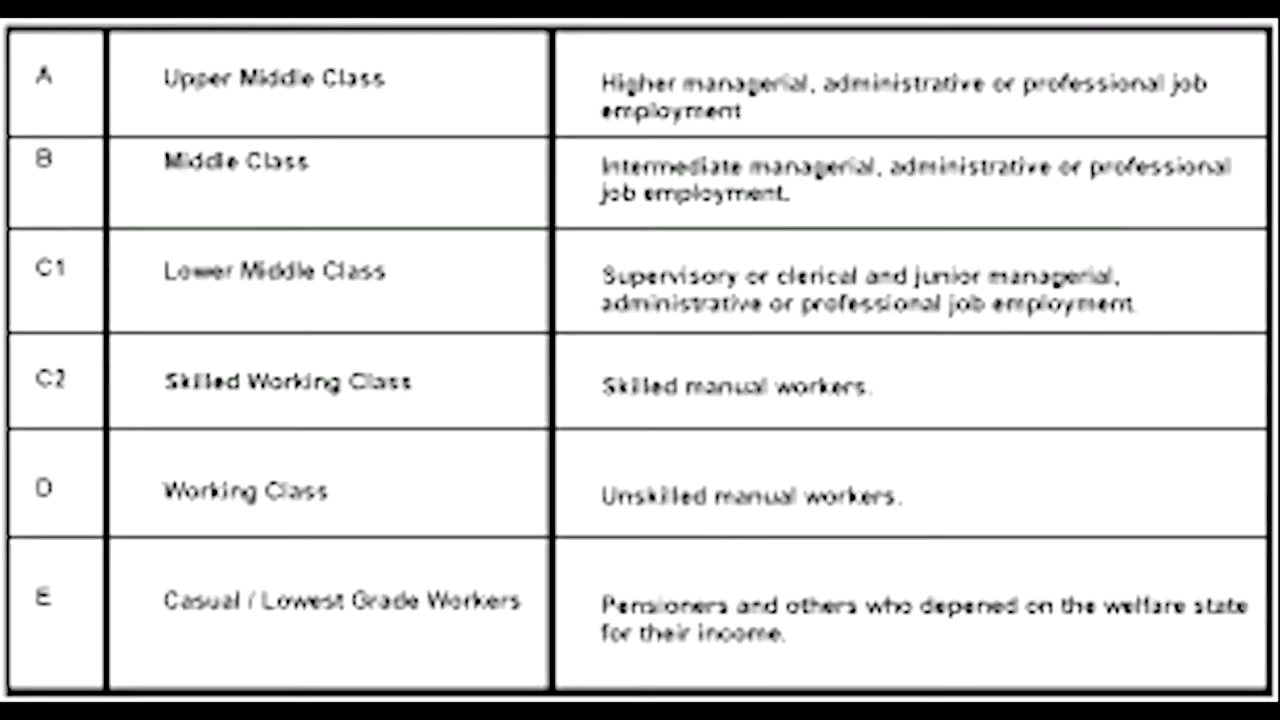 A
Upper Middle Class
Higher managerial, administrative or professional job
employment
B
Middle Class
Intermediate managerial, administrative or professional
job employment.
C1
Lower Middle Class
Supervisory or clerical and junior managerial,
administrative or professional job employment.
C2
Skilled Working Class
Skilled manual workers.
D
Working Class
Unskilled manual workers.
E
Casual / Lowest Grade Workers
Pensioners and others who depened on the welfare state
for their income.